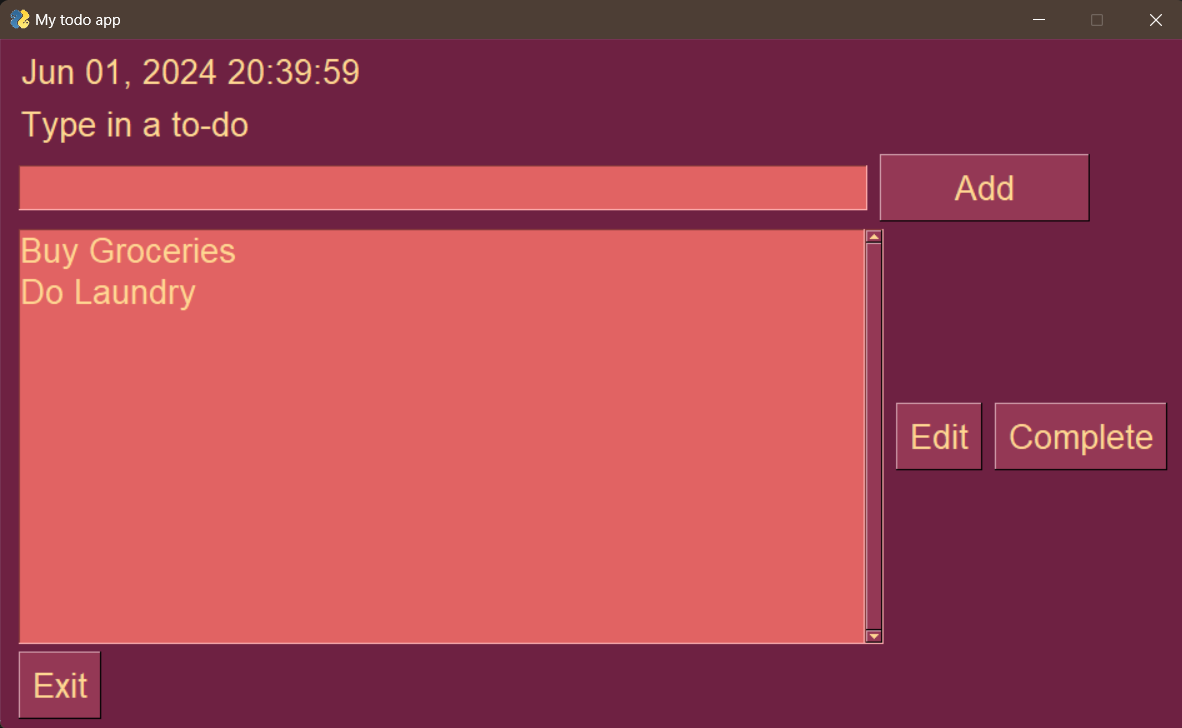 My todo app
Jun 01, 2024 20:39:59
Type in a to-do
Add
Buy Groceries
Do Laundry
Edit Complete
Exit